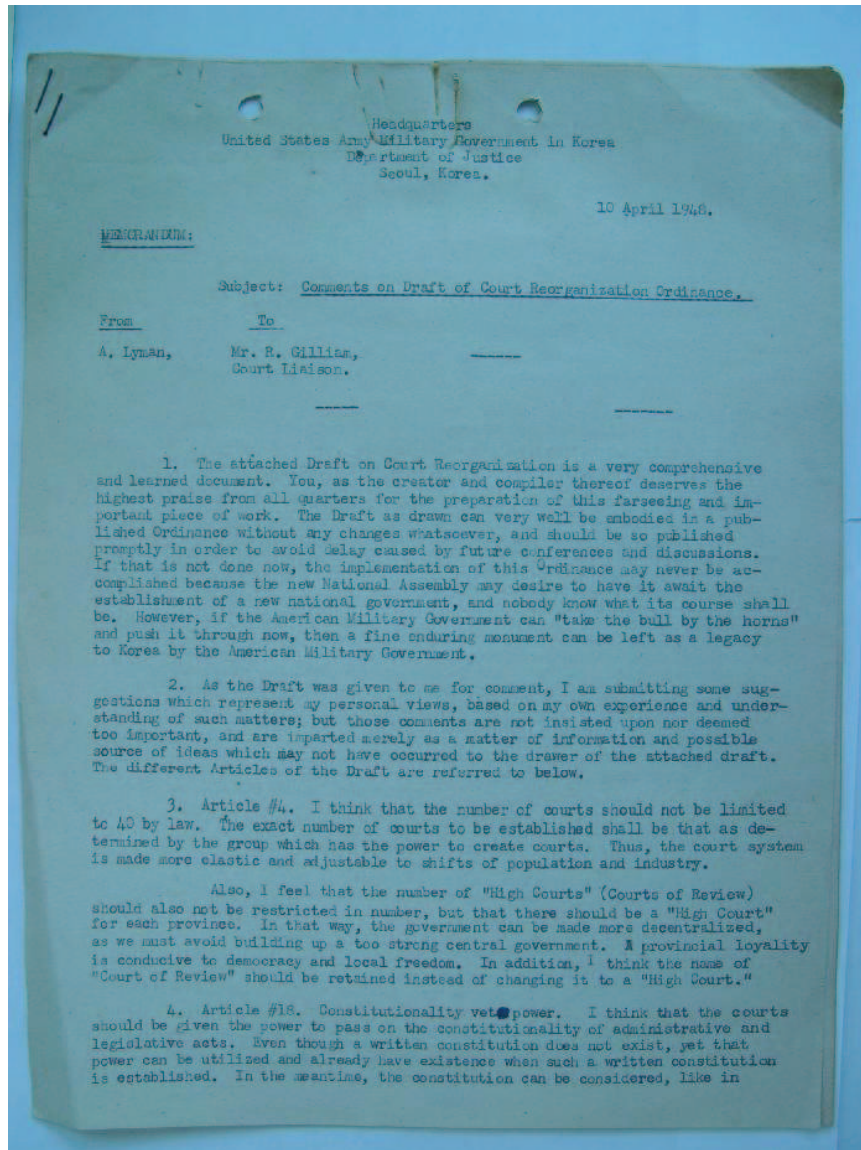 Headquarters
United States Army Military Government in Korea
Department of Justice
Seoul, Korea.
10 April 1948.
MEMORANDUM:
Subject: Comments on Draft of Court Reorganization Ordinance.
From To
A. Lyman, Mr. R. Gilliam,
Court Liaison.
1. The attached Draft on Court Reorganization is a very comprehensive
and learned document. You, as the creator and compiler thereof deserves the
highest praise from all quarters for the preparation of this farseeing and im-
portant piece of work. The Draft as drawn can very well be embodied in a pub-
lished Ordinance without any changes whatsoever, and should be so published
promptly in order to avoid delay caused by future conferences and discussions.
If that is not done now, the implementation of this Ordinance may never be ac-
complished because the new National Assembly may desire to have it await the
establishment of a new national government, and nobody know what its course shall
be. However, if the American Military Government can "take the bull by the horns"
and push it through now, then a fine enduring monument can be left as a legacy
to Korea by the American Military Government.
2. As the Draft was given to me for comment, I am submitting some sug-
gestions which represent my personal views, based on my own experience and under-
standing of such matters; but those comments are not insisted upon nor deemed
too important, and are imparted merely as a matter of information and possible
source of ideas which may not have occurred to the drawer of the attached draft.
The different Articles of the Draft are referred to below.
3. Article #4. I think that the number of courts should not be limited
to 40 by law. The exact number of courts to be established shall be that as de-
termined by the group which has the power to create courts. Thus, the court system
is made more elastic and adjustable to shifts of population and industry.
Also, I feel that the number of "High Courts" (Courts of Review)
should also not be restricted in number, but that there should be a "High Court"
for each province. In that way, the government can be made more decentralized,
as we must avoid building up a too strong central government. A provincial loyality
is conducive to democracy and local freedom. In addition, I think the name of
"Court of Review" should be retained instead of changing it to a "High Court."
4. Article #18. Constitutionality veto power. I think that the courts
should be given the power to pass on the constitutionality of administrative and
legislative acts. Even though a written constitution does not exist, yet that
power can be utilized and already have existence when such a written constitution
is established. In the meantime, the constitution can be considered, like in